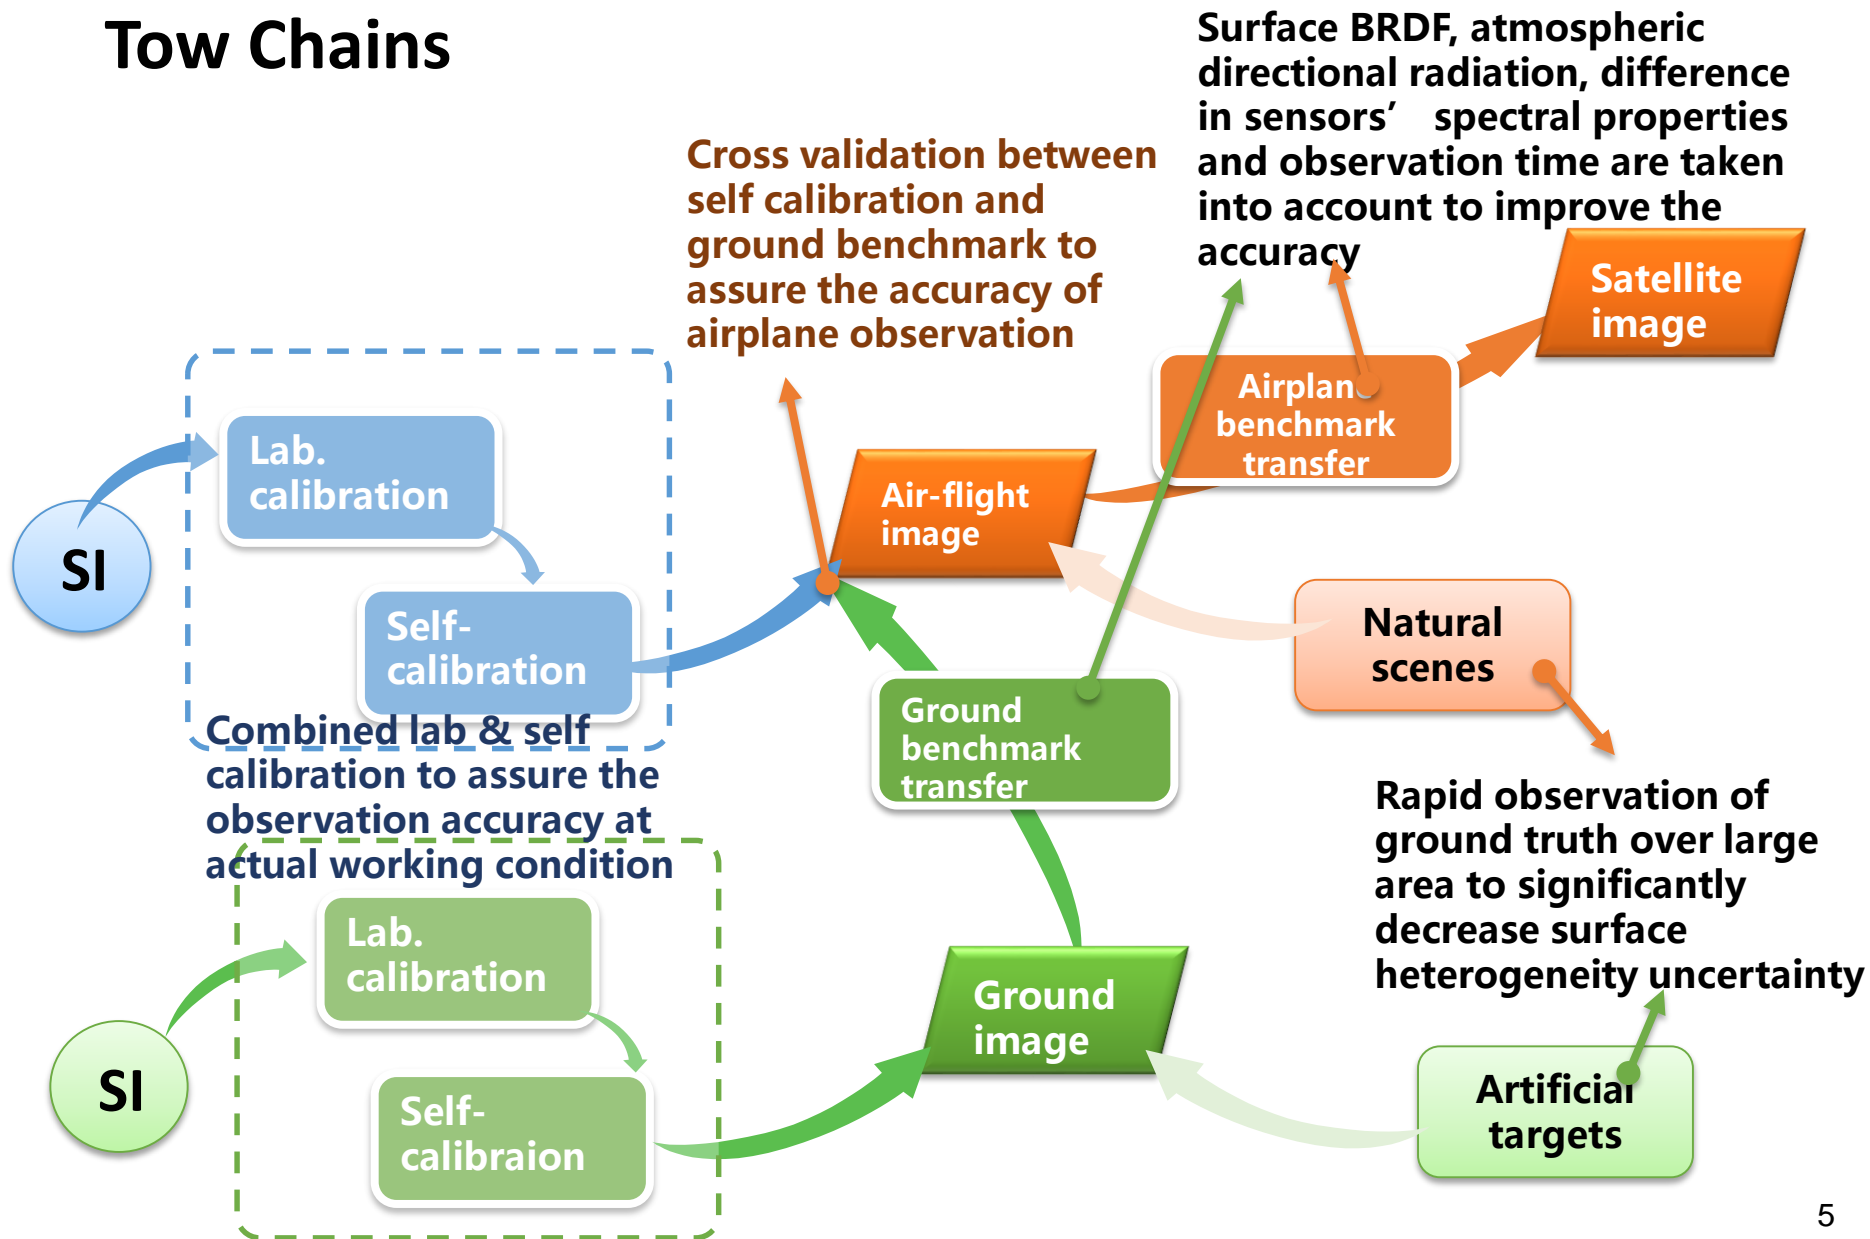 Tow Chains
Surface BRDF, atmospheric
directional radiation, difference
in sensors’ spectral properties
and observation time are taken
into account to improve the
accuracy
Cross validation between
self calibration and
ground benchmark to
assure the accuracy of
airplane observation
Satellite
image
Airplane
benchmark
transfer
Lab.
calibration
Air-flight
image
SI
Self-
calibration
Natural
scenes
Ground
benchmark
transfer
Combined lab & self
calibration to assure the
observation accuracy at
actual working condition
Rapid observation of
ground truth over large
area to significantly
decrease surface
heterogeneity uncertainty
Lab.
calibration
Ground
image
SI
Self-
calibraion
Artificial
targets
5